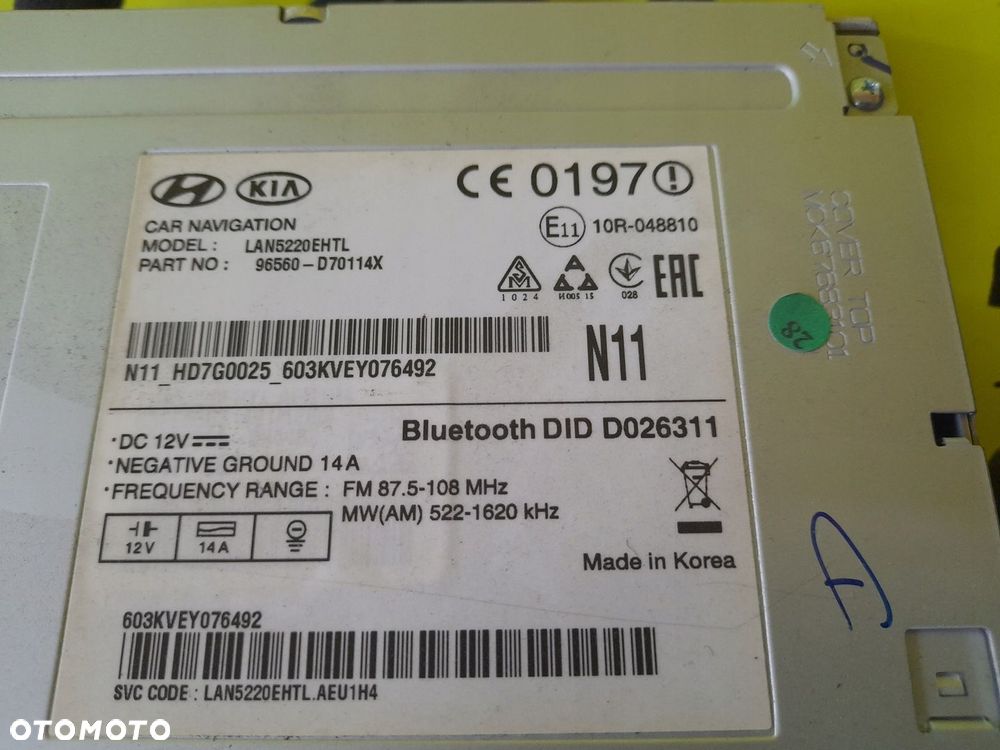 KIA
CE 0197
CAR NAVIGATION
MODEL : LAN5220EHTL
PART NO : 96560-D70114X
E11 10R-048810
1024
028
EAC
N11_HD7G0025_603KVEY076492
N11
Bluetooth DID D026311
·DC 12V
·NEGATIVE GROUND 14A
·FREQUENCY RANGE : FM 87.5-108 MHz
MW(AM) 522-1620 kHz
12V
14A
Made in Korea
603KVEY076492
SVC CODE : LAN5220EHTL.AEU1H4
COVER TOP
28
OTOMOTO